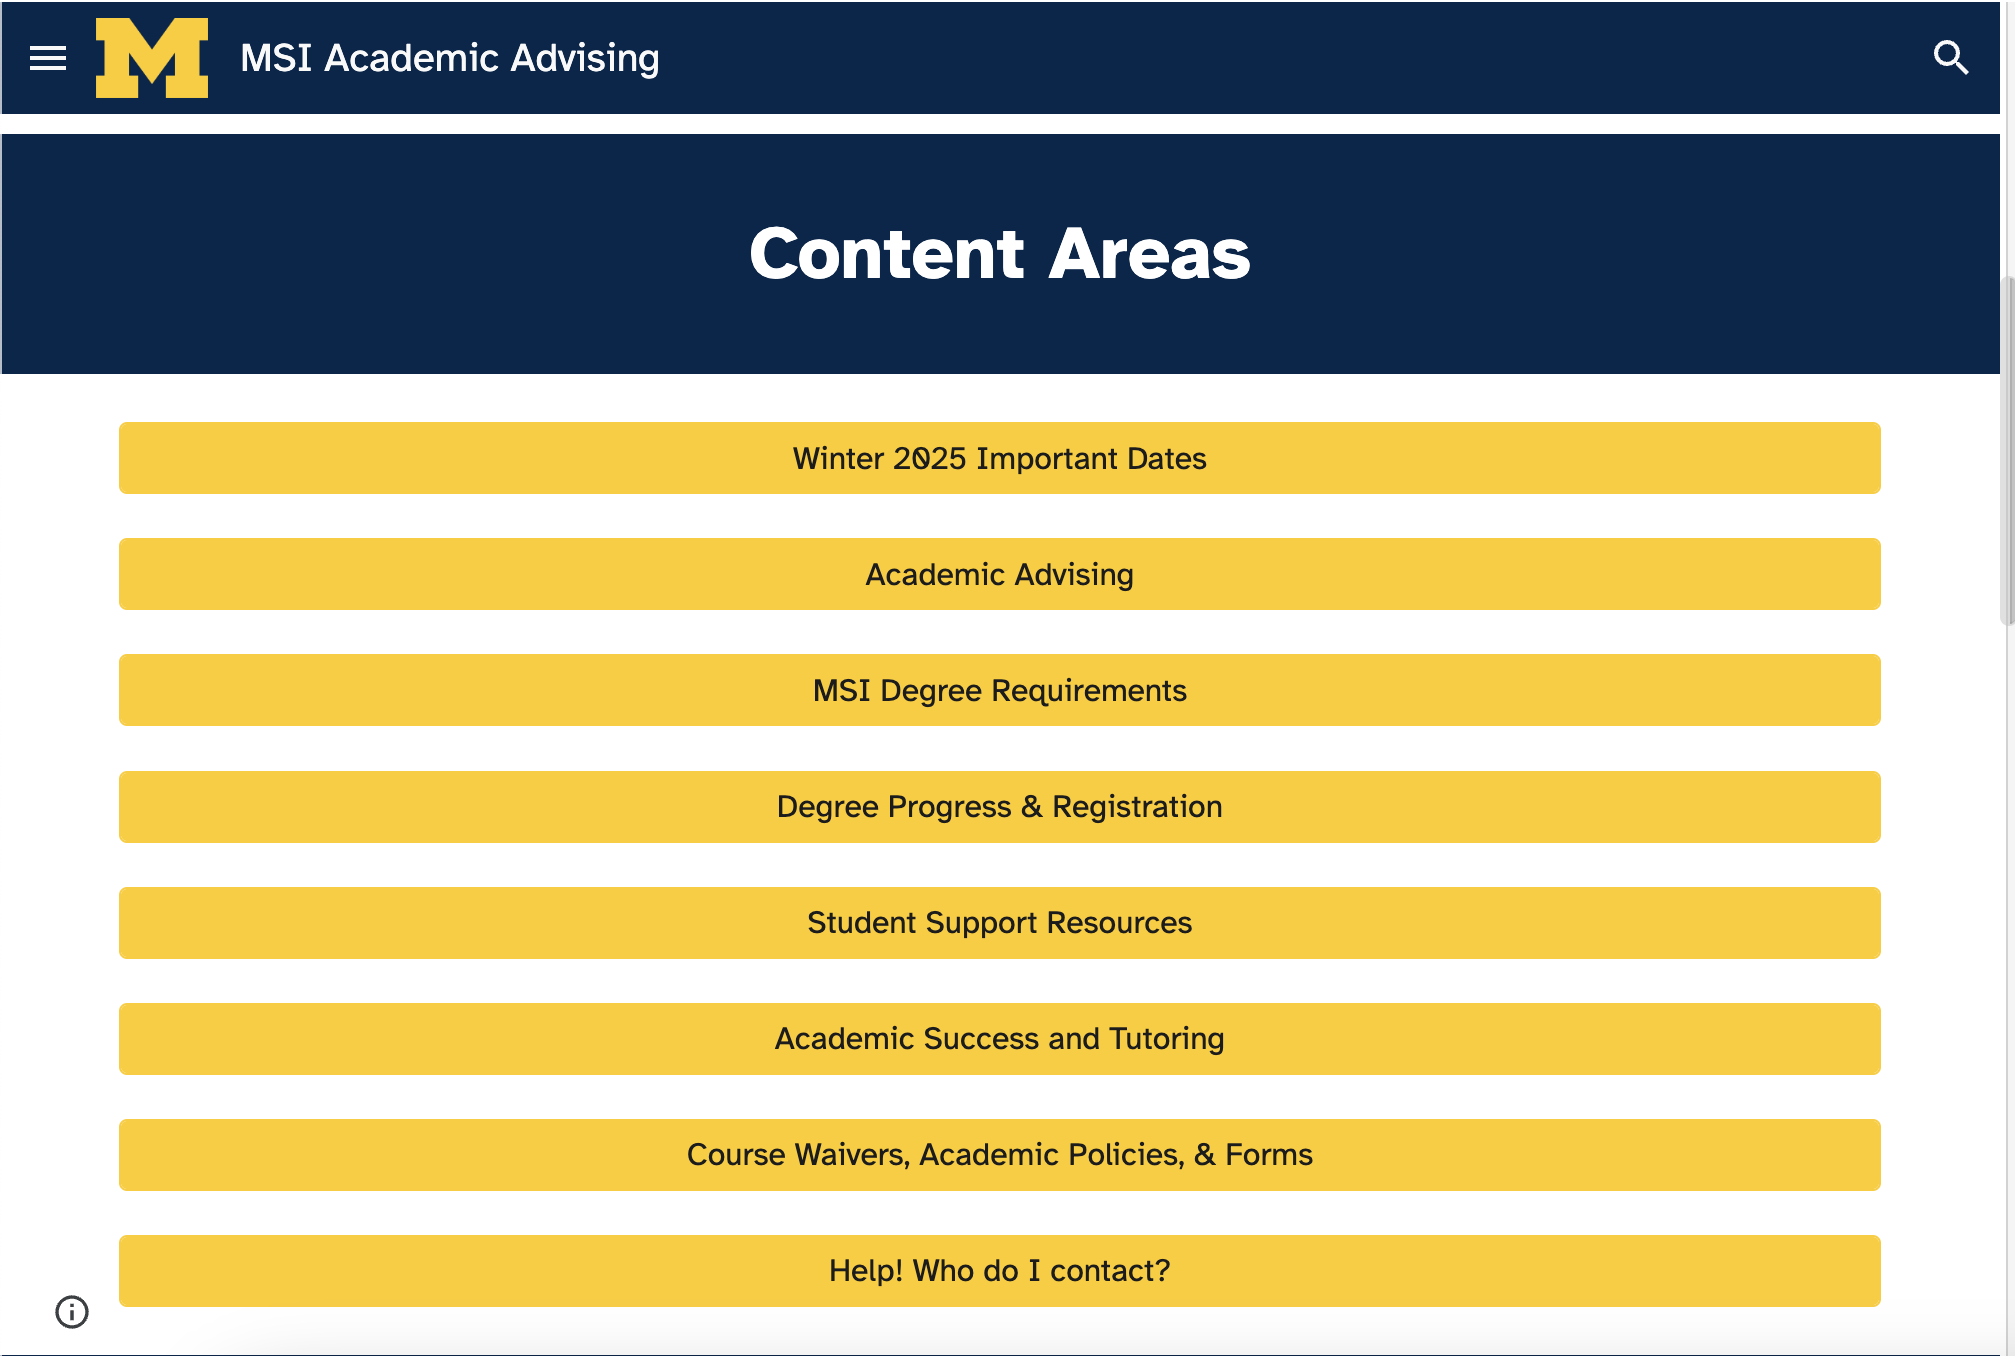 M
MSI Academic Advising
Content Areas
Winter 2025 Important Dates
Academic Advising
MSI Degree Requirements
Degree Progress & Registration
Student Support Resources
Academic Success and Tutoring
Course Waivers, Academic Policies, & Forms
Help! Who do I contact?